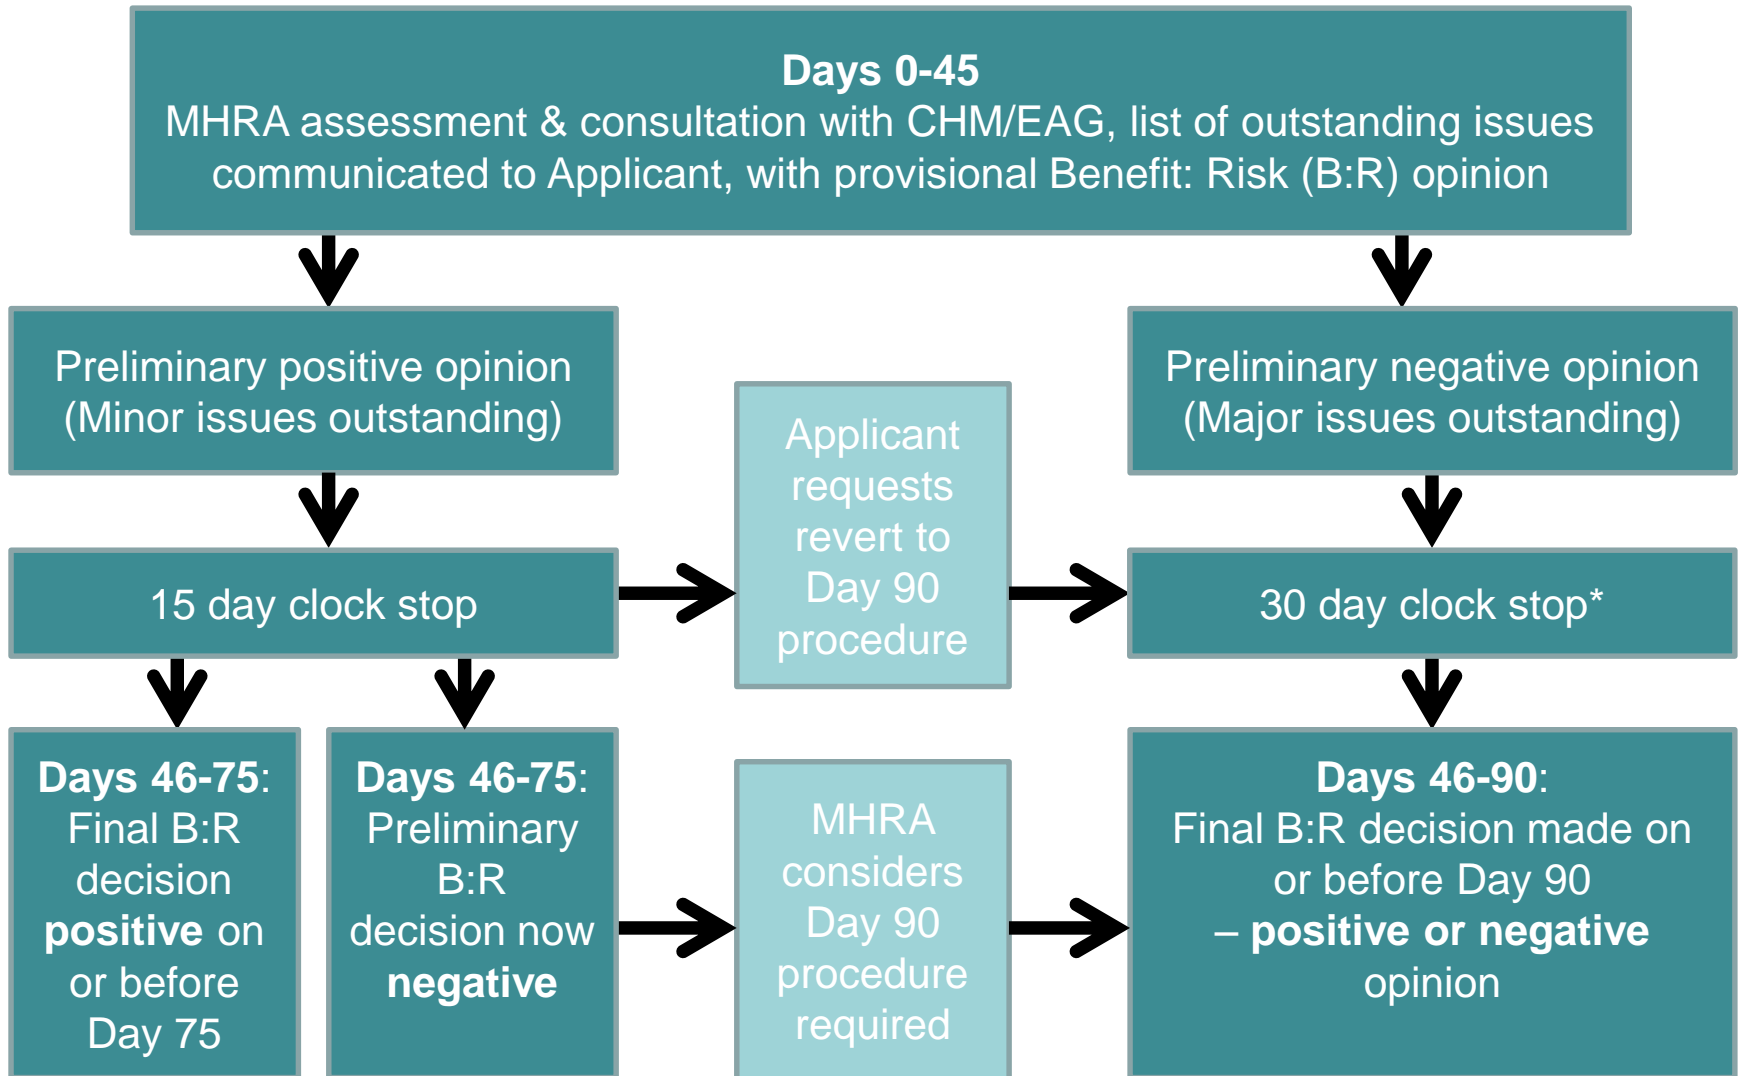 Days 0-45
MHRA assessment & consultation with CHM/EAG, list of outstanding issues
communicated to Applicant, with provisional Benefit: Risk (B:R) opinion
Preliminary positive opinion
(Minor issues outstanding)
Preliminary negative opinion
(Major issues outstanding)
Applicant
requests
revert to
Day 90
procedure
15 day clock stop
30 day clock stop*
Days 46-75:
Final B:R
decision
positive on
or before
Day 75
Days 46-75:
Preliminary
B:R
decision now
negative
MHRA
considers
Day 90
procedure
required
Days 46-90:
Final B:R decision made on
or before Day 90
– positive or negative
opinion